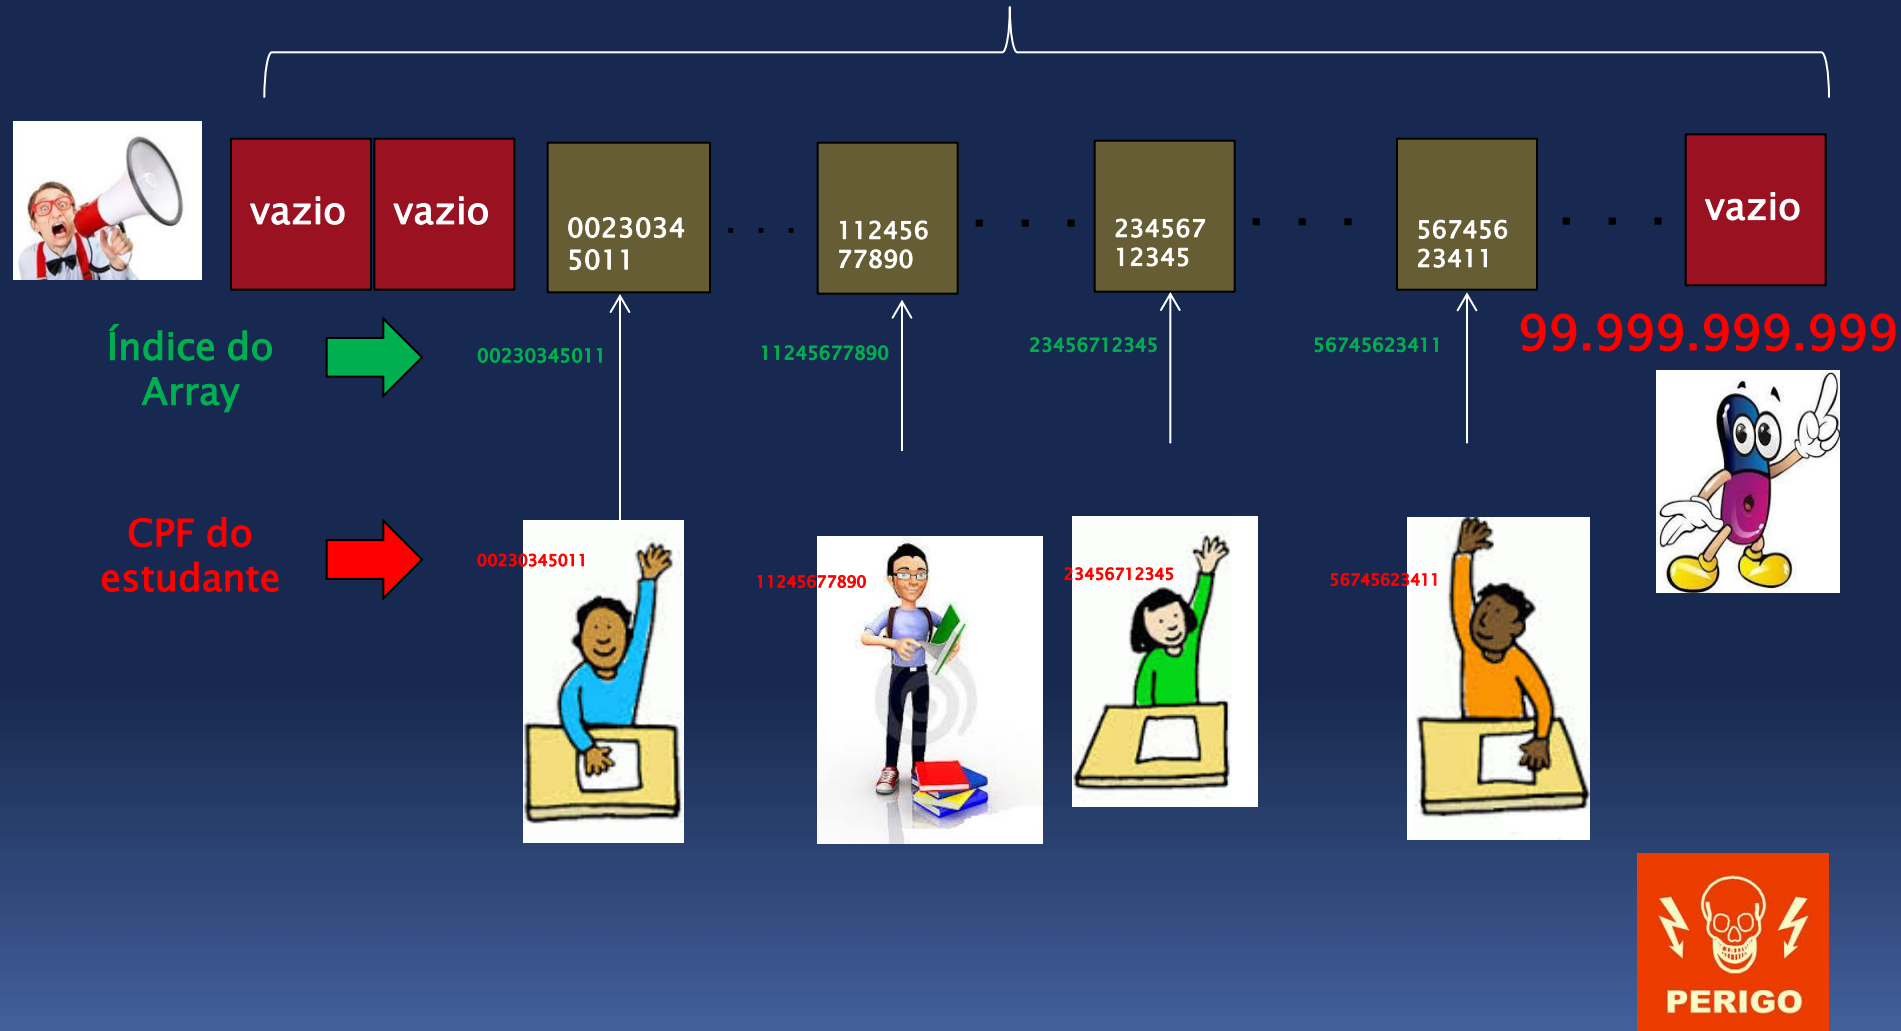 vazio
vazio
0023034
5011
112456
77890
234567
12345
567456
23411
vazio
Índice do
Array
00230345011
11245677890
23456712345
56745623411
99.999.999.999
CPF do
estudante
00230345011
11245677890
23456712345
56745623411
PERIGO